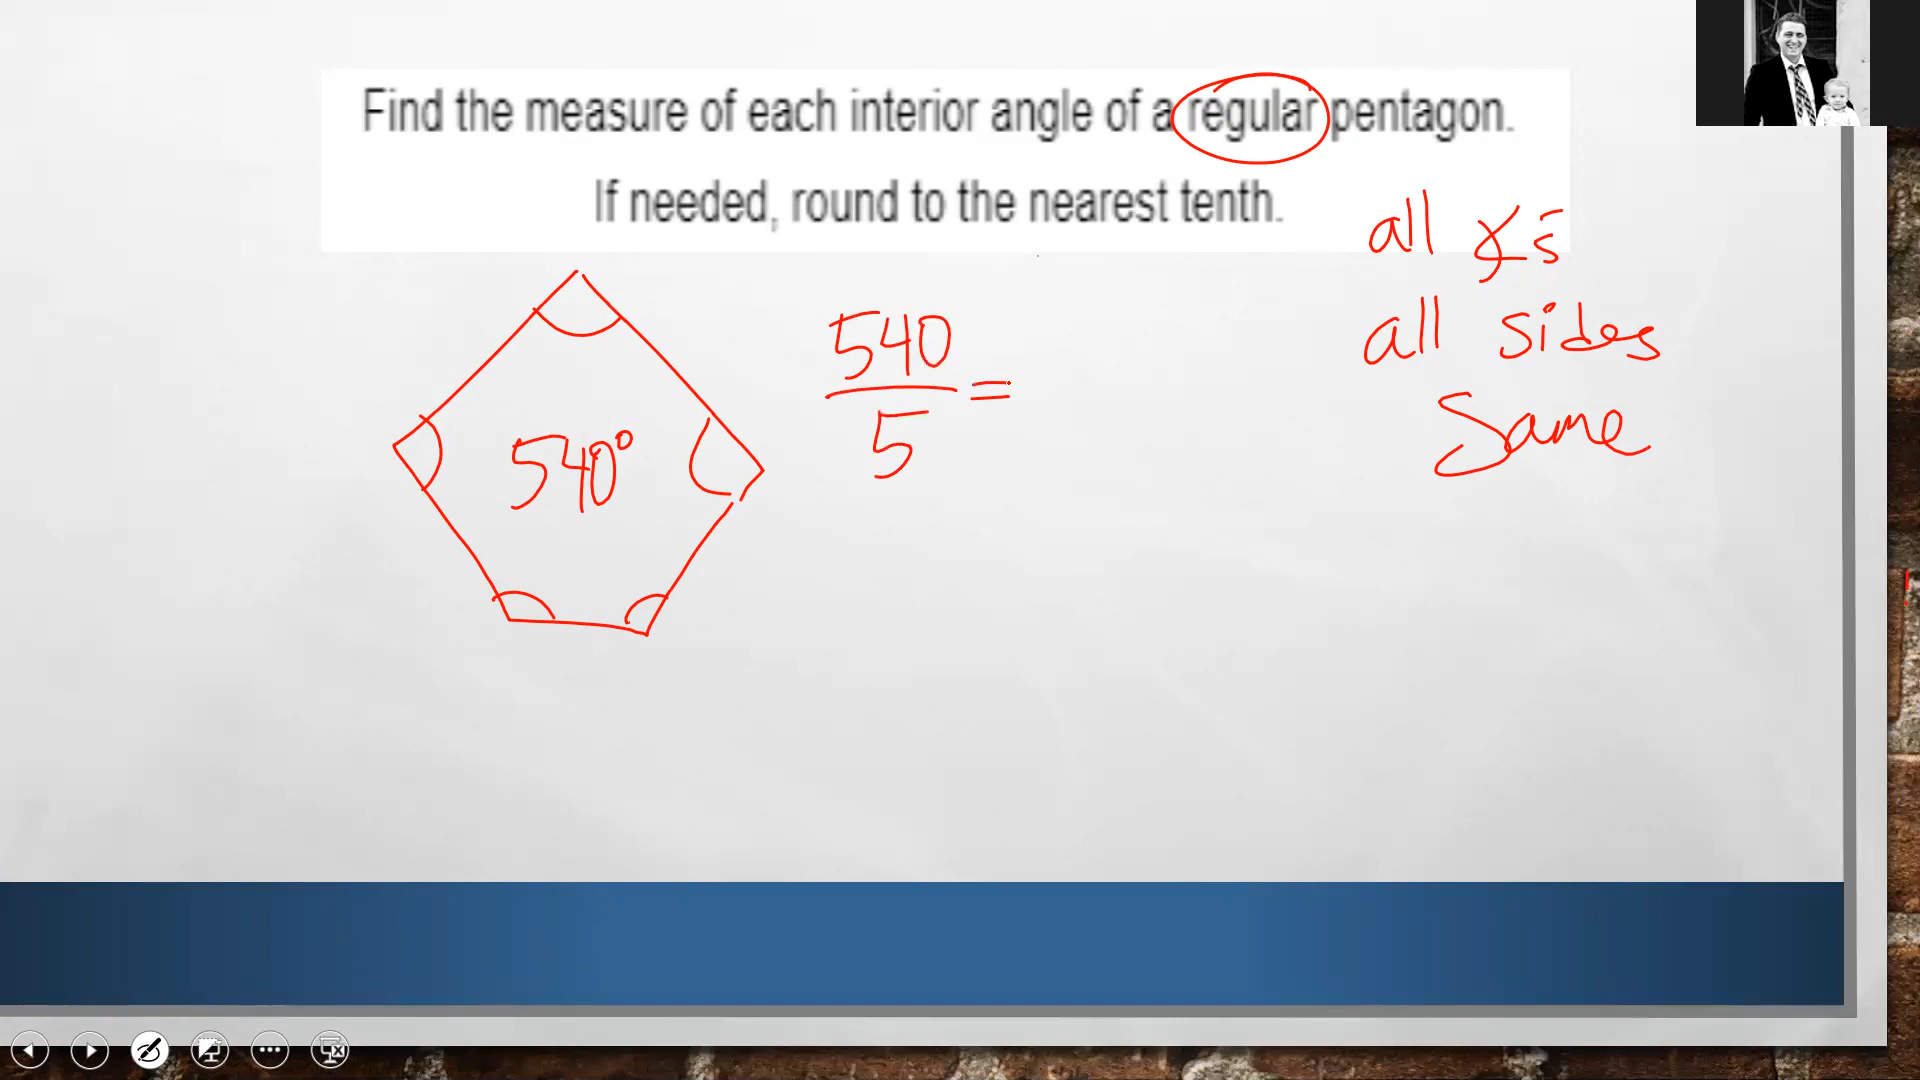 Find the measure of each interior angle of a regular pentagon.
If needed, round to the nearest tenth.
all ∠s
all sides
Same
540
5
=
540°